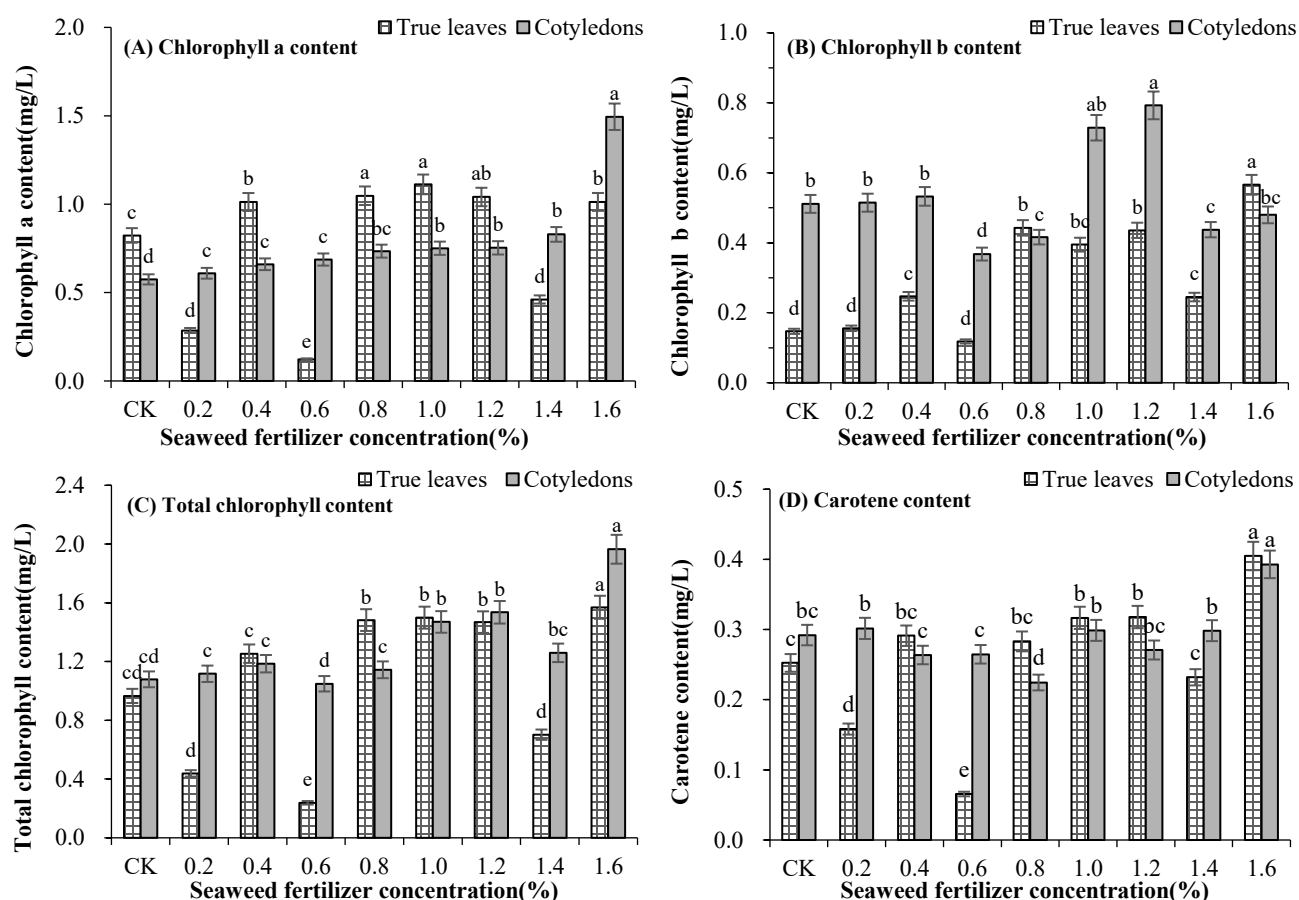 True leaves Cotyledons
(A) Chlorophyll a content
Chlorophyll a content(mg/L)
2.0
1.5
1.0
0.5
0.0
c d d c b c e c a bc a b ab b d b b a
CK 0.2 0.4 0.6 0.8 1.0 1.2 1.4 1.6
Seaweed fertilizer concentration(%)
True leaves Cotyledons
(B) Chlorophyll b content
Chlorophyll b content(mg/L)
1.0
0.8
0.6
0.4
0.2
0.0
d b d b c b d d b c bc ab b a d c a bc
CK 0.2 0.4 0.6 0.8 1.0 1.2 1.4 1.6
Seaweed fertilizer concentration(%)
True leaves Cotyledons
(C) Total chlorophyll content
Total chlorophyll content(mg/L)
2.4
2.0
1.6
1.2
0.8
0.4
0.0
cd cd d c c c e d b c b b b b d bc a a
CK 0.2 0.4 0.6 0.8 1.0 1.2 1.4 1.6
Seaweed fertilizer concentration(%)
True leaves Cotyledons
(D) Carotene content
Carotene content(mg/L)
0.5
0.4
0.3
0.2
0.1
0.0
c bc d b bc c e c bc d b b b bc c b a a
CK 0.2 0.4 0.6 0.8 1.0 1.2 1.4 1.6
Seaweed fertilizer concentration(%)